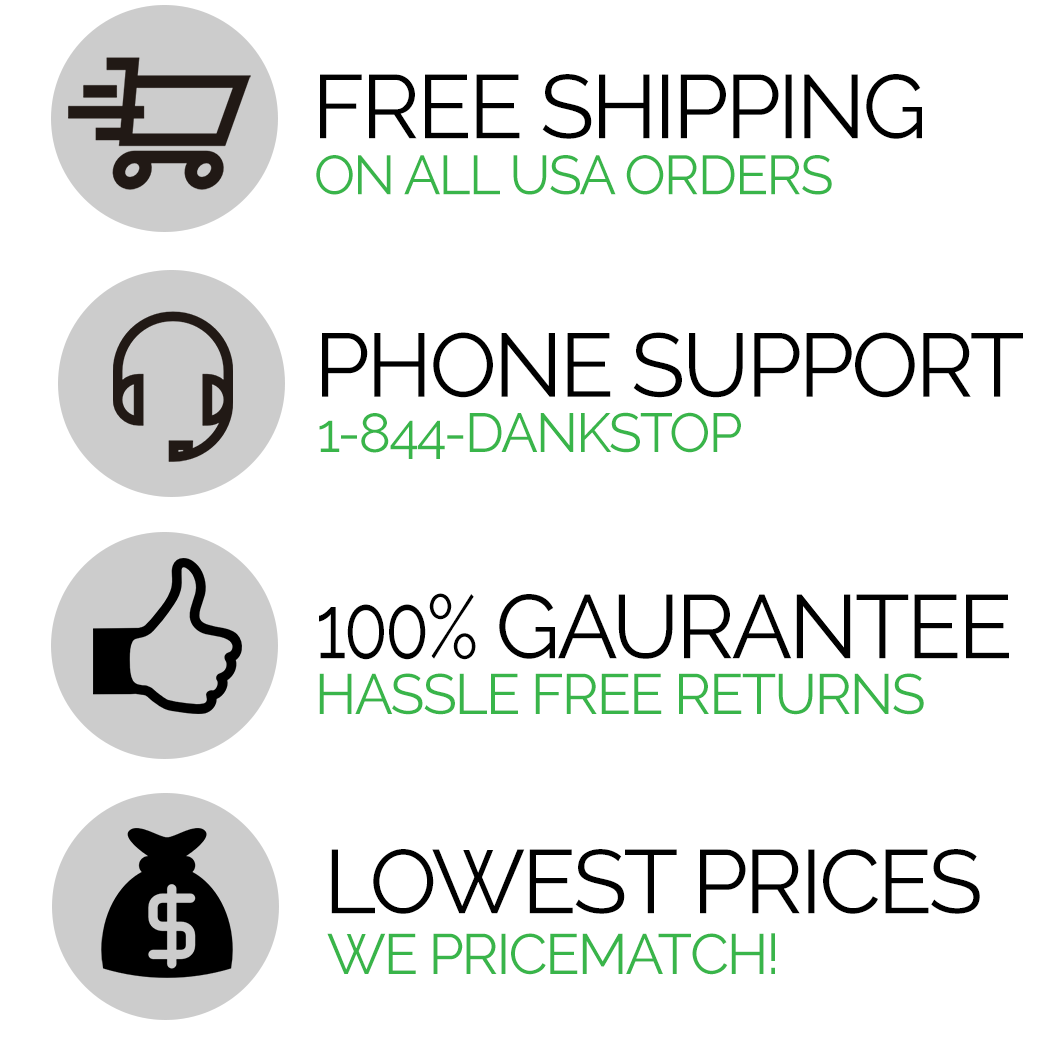 FREE SHIPPING
ON ALL USA ORDERS
PHONE SUPPORT
1-844-DANKSTOP
100% GAURANTEE
HASSLE FREE RETURNS
$
LOWEST PRICES
WE PRICEMATCH!